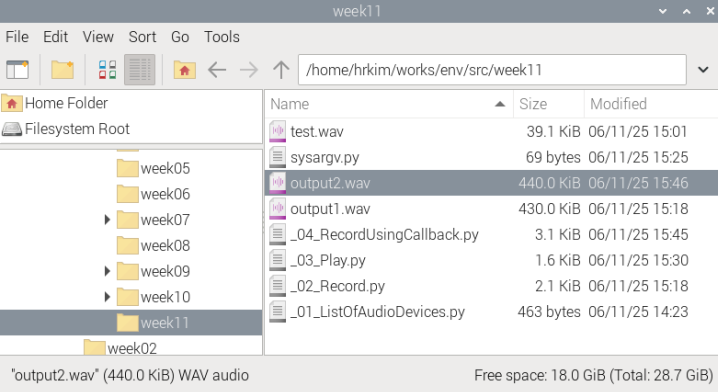 week11
File Edit View Sort Go Tools
/home/hrkim/works/env/src/week11
Home Folder
Filesystem Root
week05
week06
week07
week08
week09
week10
week11
week02
Name Size Modified
test.wav 39.1 KiB 06/11/25 15:01
sysargv.py 69 bytes 06/11/25 15:25
output2.wav 440.0 KiB 06/11/25 15:46
output1.wav 430.0 KiB 06/11/25 15:18
_04_RecordUsingCallback.py 3.1 KiB 06/11/25 15:45
_03_Play.py 1.6 KiB 06/11/25 15:30
_02_Record.py 2.1 KiB 06/11/25 15:18
_01_ListOfAudioDevices.py 463 bytes 06/11/25 14:23
"output2.wav" (440.0 KiB) WAV audio Free space: 18.0 GiB (Total: 28.7 GiB)